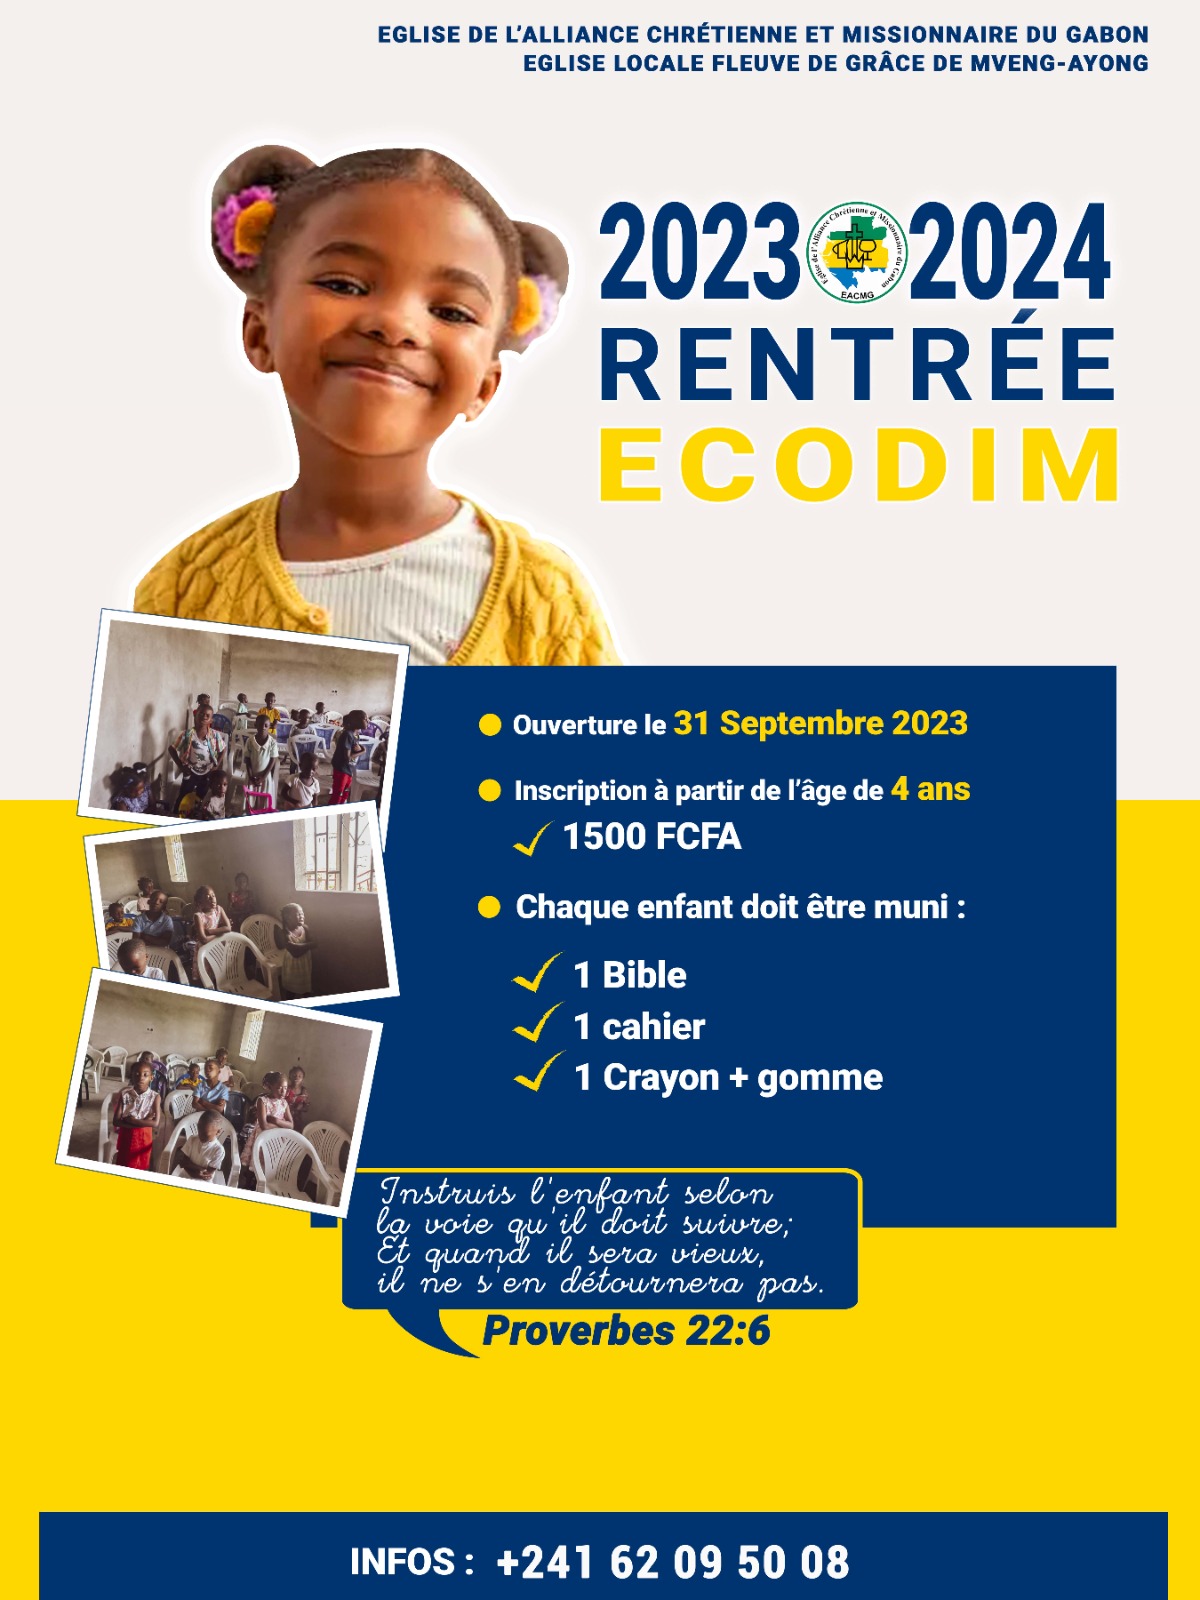 EGLISE DE L'ALLIANCE CHRÉTIENNE ET MISSIONNAIRE DU GABON
EGLISE LOCALE FLEUVE DE GRÂCE DE MVENG-AYONG
2023 2024
Eglise de l'Alliance Chrétienne et Missionnaire du Gabon
EACMG
RENTRÉE
ECODIM
Ouverture le 31 Septembre 2023
Inscription à partir de l'âge de 4 ans
1500 FCFA
Chaque enfant doit être muni :
1 Bible
1 cahier
1 Crayon + gomme
Instruis l'enfant selon
la voie qu'il doit suivre;
Et quand il sera vieux,
il ne s'en détournera pas.
Proverbes 22:6
INFOS : +241 62 09 50 08